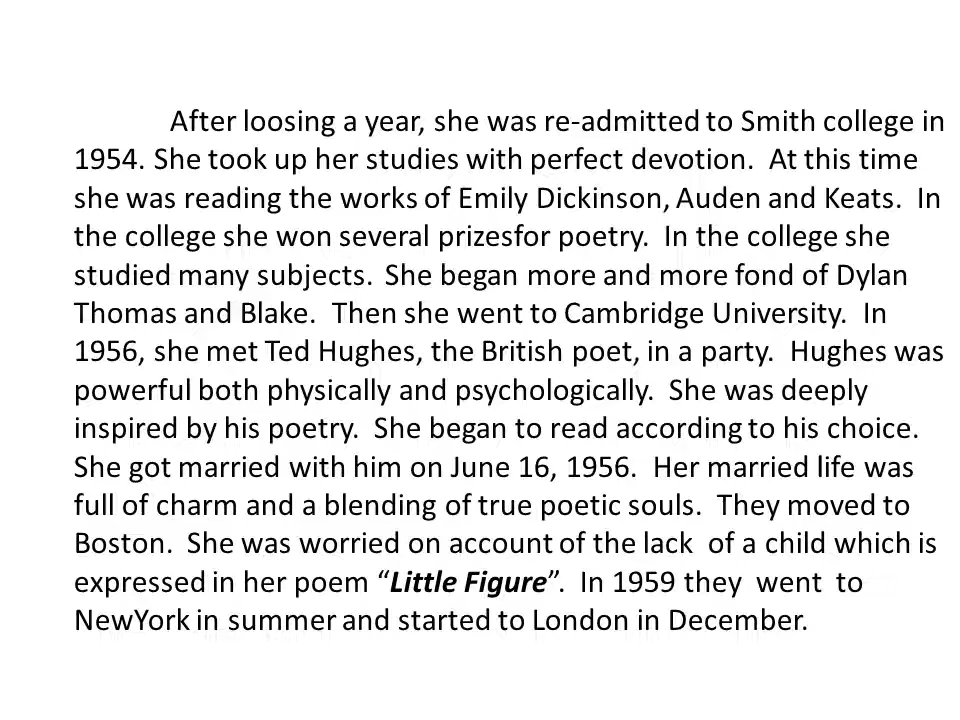 After loosing a year, she was re-admitted to Smith college in
1954. She took up her studies with perfect devotion.  At this time
she was reading the works of Emily Dickinson, Auden and Keats.  In
the college she won several prizesfor poetry.  In the college she
studied many subjects.  She began more and more fond of Dylan
Thomas and Blake.  Then she went to Cambridge University.  In
1956, she met Ted Hughes, the British poet, in a party.  Hughes was
powerful both physically and psychologically.  She was deeply
inspired by his poetry.  She began to read according to his choice.
She got married with him on June 16, 1956.  Her married life was
full of charm and a blending of true poetic souls.  They moved to
Boston.  She was worried on account of the lack  of a child which is
expressed in her poem “Little Figure”.  In 1959 they  went  to
NewYork in summer and started to London in December.